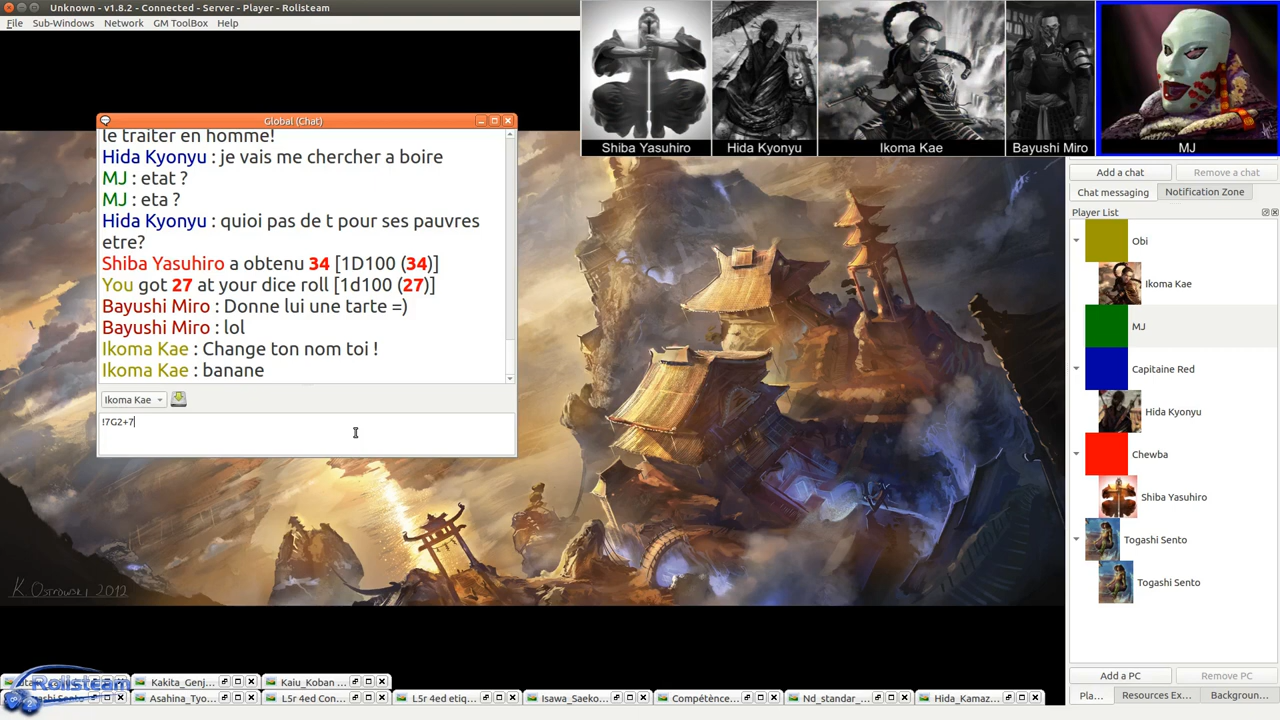 Unknown - v1.8.2 - Connected - Server - Player - Rolisteam
File Sub-Windows Network GM ToolBox Help
Shiba Yasuhiro Hida Kyonyu Ikoma Kae Bayushi Miro MJ
Global (Chat)
le traiter en homme!
Hida Kyonyu : je vais me chercher a boire
MJ : etat ?
MJ : eta ?
Hida Kyonyu : quioi pas de t pour ses pauvres
etre?
Shiba Yasuhiro a obtenu 34 [1D100 (34)]
You got 27 at your dice roll [1d100 (27)]
Bayushi Miro : Donne lui une tarte =)
Bayushi Miro : lol
Ikoma Kae : Change ton nom toi !
Ikoma Kae : banane
Ikoma Kae
!7G2+7
Add a chat Remove a chat
Chat messaging Notification Zone
Player List
Obi
Ikoma Kae
MJ
Capitaine Red
Hida Kyonyu
Chewba
Shiba Yasuhiro
Togashi Sento
Togashi Sento
Add a PC Remove PC
Pla... Resources Ex... Backgroun...
K Ostrowski 2012
Kakita_Genj... Kaiu_Koban ...
Rolisteam
Asahina_Tyo... L5r 4ed Con... L5r 4ed etiq... Isawa_Saeko... Compétence... Nd_standar_... Hida_Kamaz...